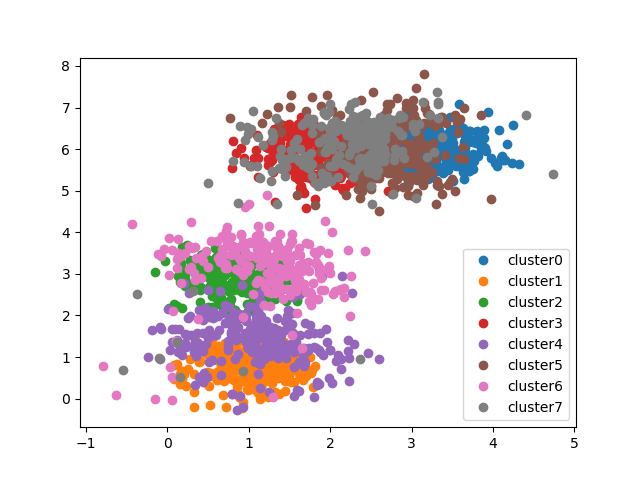 8
7
6
5
4
3
2
1
0
−1 0 1 2 3 4 5
cluster0
cluster1
cluster2
cluster3
cluster4
cluster5
cluster6
cluster7